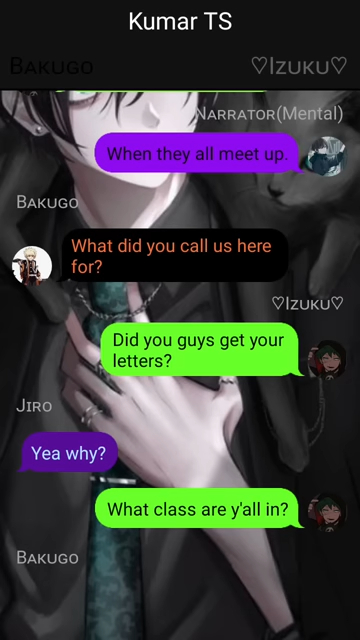 Kumar TS
Bakugo ♡Izuku♡
Narrator(Mental)
When they all meet up.
Bakugo
What did you call us here
for?
♡Izuku♡
Did you guys get your
letters?
Jiro
Yea why?
What class are y'all in?
Bakugo